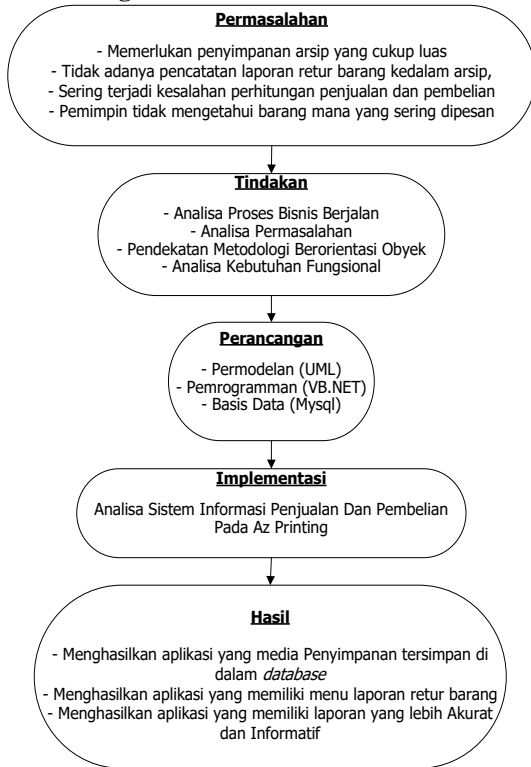 Permasalahan
- Memerlukan penyimpanan arsip yang cukup luas
- Tidak adanya pencatatan laporan retur barang kedalam arsip,
- Sering terjadi kesalahan perhitungan penjualan dan pembelian
- Pemimpin tidak mengetahui barang mana yang sering dipesan
Tindakan
- Analisa Proses Bisnis Berjalan
- Analisa Permasalahan
- Pendekatan Metodologi Berorientasi Obyek
- Analisa Kebutuhan Fungsional
Perancangan
- Permodelan (UML)
- Pemrogramman (VB.NET)
- Basis Data (Mysql)
Implementasi
Analisa Sistem Informasi Penjualan Dan Pembelian
Pada Az Printing
Hasil
- Menghasilkan aplikasi yang media Penyimpanan tersimpan di
dalam database
- Menghasilkan aplikasi yang memiliki menu laporan retur barang
- Menghasilkan aplikasi yang memiliki laporan yang lebih Akurat
dan Informatif